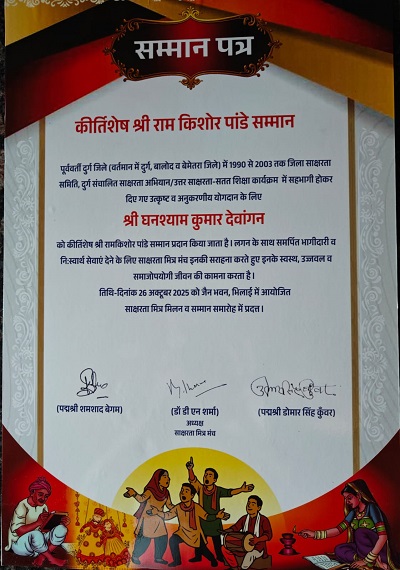 सम्मान पत्र
कीर्तिशेष श्री राम किशोर पांडे सम्मान
पूर्ववर्ती दुर्ग जिले (वर्तमान में दुर्ग, बालोद व बेमेतरा जिले) में 1990 से 2003 तक जिला साक्षरता
समिति, दुर्ग संचालित साक्षरता अभियान/उत्तर साक्षरता-सतत शिक्षा कार्यक्रम में सहभागी होकर
दिए गए उत्कृष्ट व अनुकरणीय योगदान के लिए
श्री घनश्याम कुमार देवांगन
को कीर्तिशेष श्री रामकिशोर पांडे सम्मान प्रदान किया जाता है। लगन के साथ समर्पित भागीदारी व
नि:स्वार्थ सेवाएं देने के लिए साक्षरता मित्र मंच इनकी सराहना करते हुए इनके स्वस्थ, उज्जवल व
समाजोपयोगी जीवन की कामना करता है।
तिथि-दिनांक 26 अक्टूबर 2025 को जैन भवन, भिलाई में आयोजित
साक्षरता मित्र मिलन व सम्मान समारोह में प्रदत्त।
(पद्मश्री शमशाद बेगम) (डॉ डी एन शर्मा) (पद्मश्री डोमार सिंह कुँवर)
अध्यक्ष
साक्षरता मित्र मंच